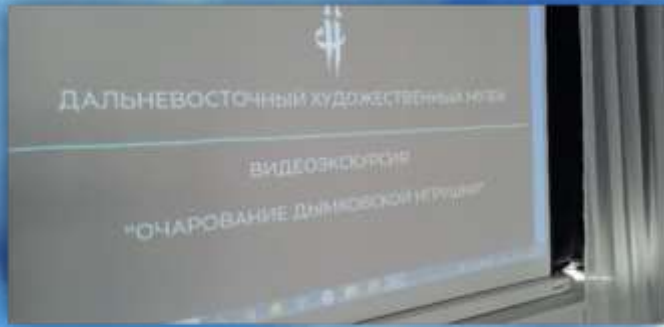 ДАЛЬНЕВОСТОЧНЫЙ ХУДОЖЕСТВЕННЫЙ МУЗЕЙ
ВИДЕОЭКСКУРСИЯ
"ОЧАРОВАНИЕ ДЫМКОВСКОЙ ИГРУШКИ"